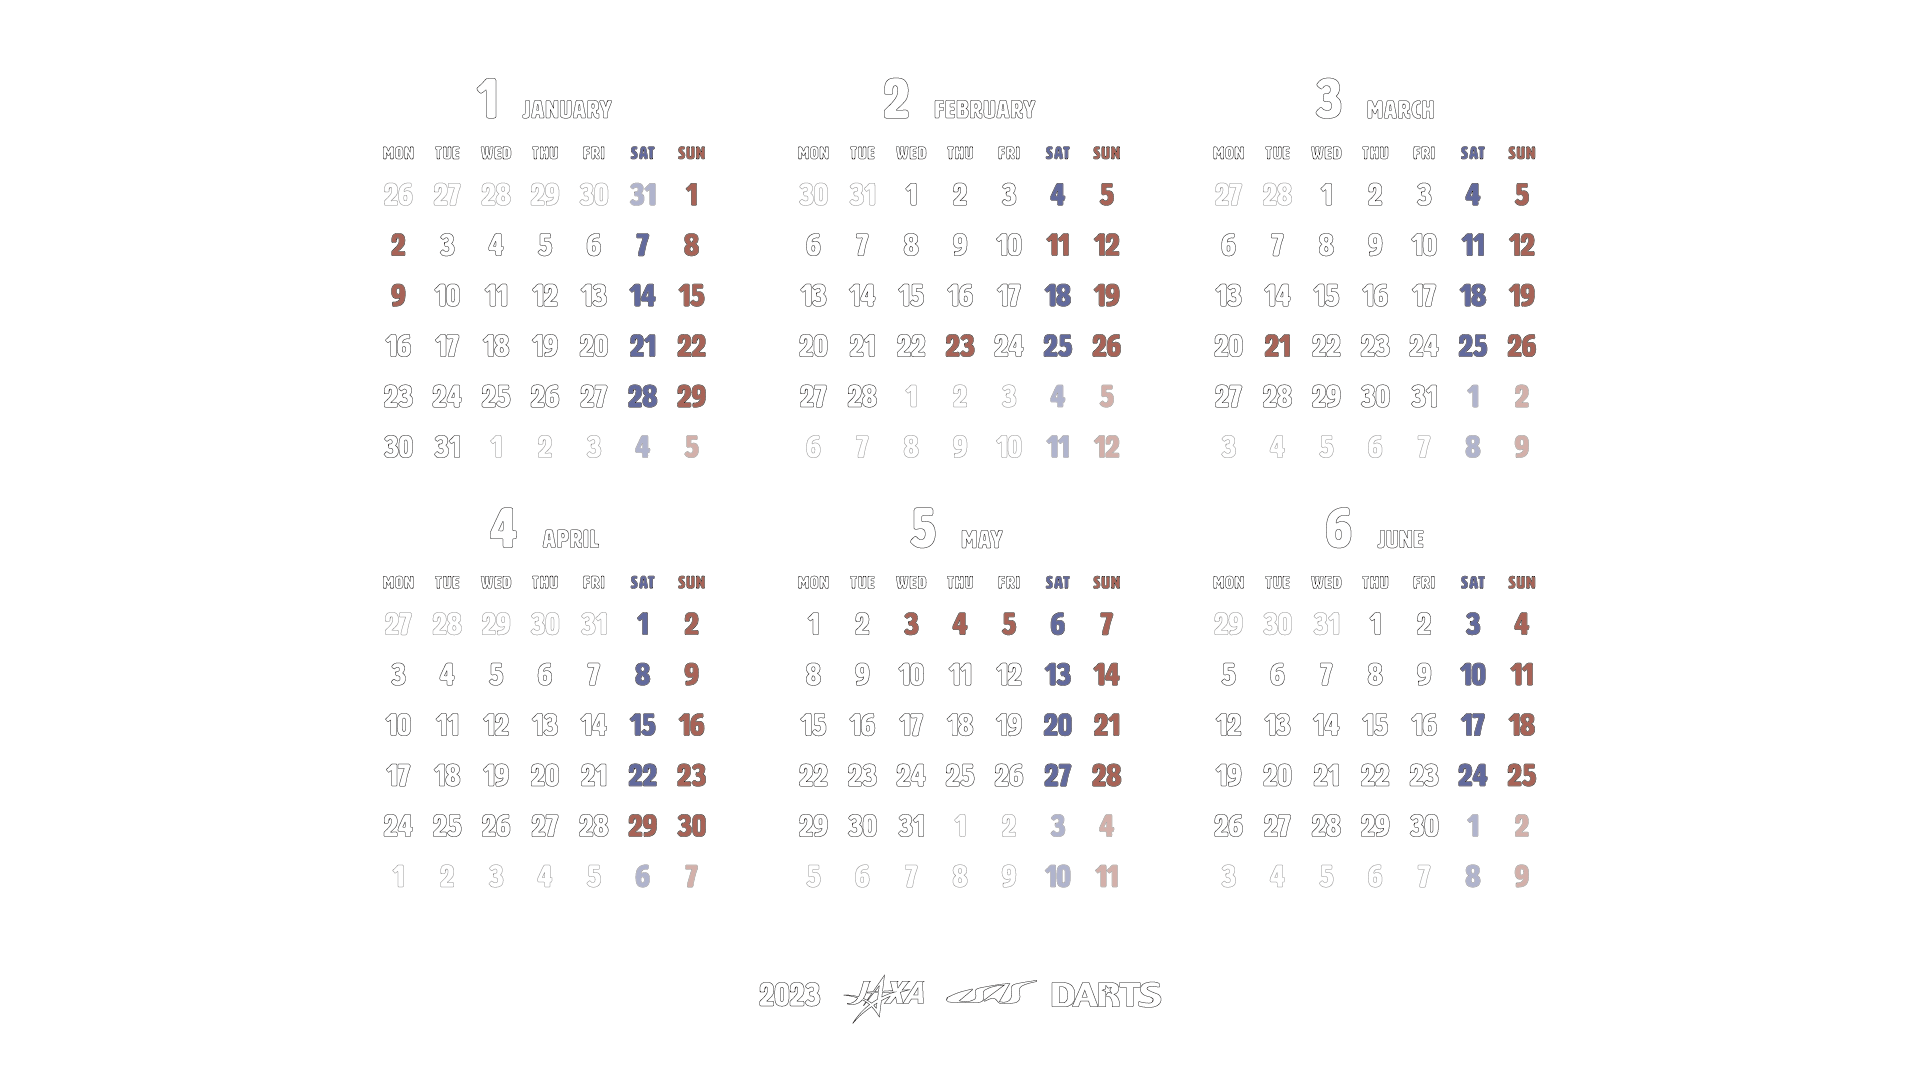 1 JANUARY
MON TUE WED THU FRI SAT SUN
26 27 28 29 30 31 1
2 3 4 5 6 7 8
9 10 11 12 13 14 15
16 17 18 19 20 21 22
23 24 25 26 27 28 29
30 31 1 2 3 4 5
2 FEBRUARY
MON TUE WED THU FRI SAT SUN
30 31 1 2 3 4 5
6 7 8 9 10 11 12
13 14 15 16 17 18 19
20 21 22 23 24 25 26
27 28 1 2 3 4 5
6 7 8 9 10 11 12
3 MARCH
MON TUE WED THU FRI SAT SUN
27 28 1 2 3 4 5
6 7 8 9 10 11 12
13 14 15 16 17 18 19
20 21 22 23 24 25 26
27 28 29 30 31 1 2
3 4 5 6 7 8 9
4 APRIL
MON TUE WED THU FRI SAT SUN
27 28 29 30 31 1 2
3 4 5 6 7 8 9
10 11 12 13 14 15 16
17 18 19 20 21 22 23
24 25 26 27 28 29 30
1 2 3 4 5 6 7
5 MAY
MON TUE WED THU FRI SAT SUN
1 2 3 4 5 6 7
8 9 10 11 12 13 14
15 16 17 18 19 20 21
22 23 24 25 26 27 28
29 30 31 1 2 3 4
5 6 7 8 9 10 11
6 JUNE
MON TUE WED THU FRI SAT SUN
29 30 31 1 2 3 4
5 6 7 8 9 10 11
12 13 14 15 16 17 18
19 20 21 22 23 24 25
26 27 28 29 30 1 2
3 4 5 6 7 8 9
2023 JAXA ISAS DARTS